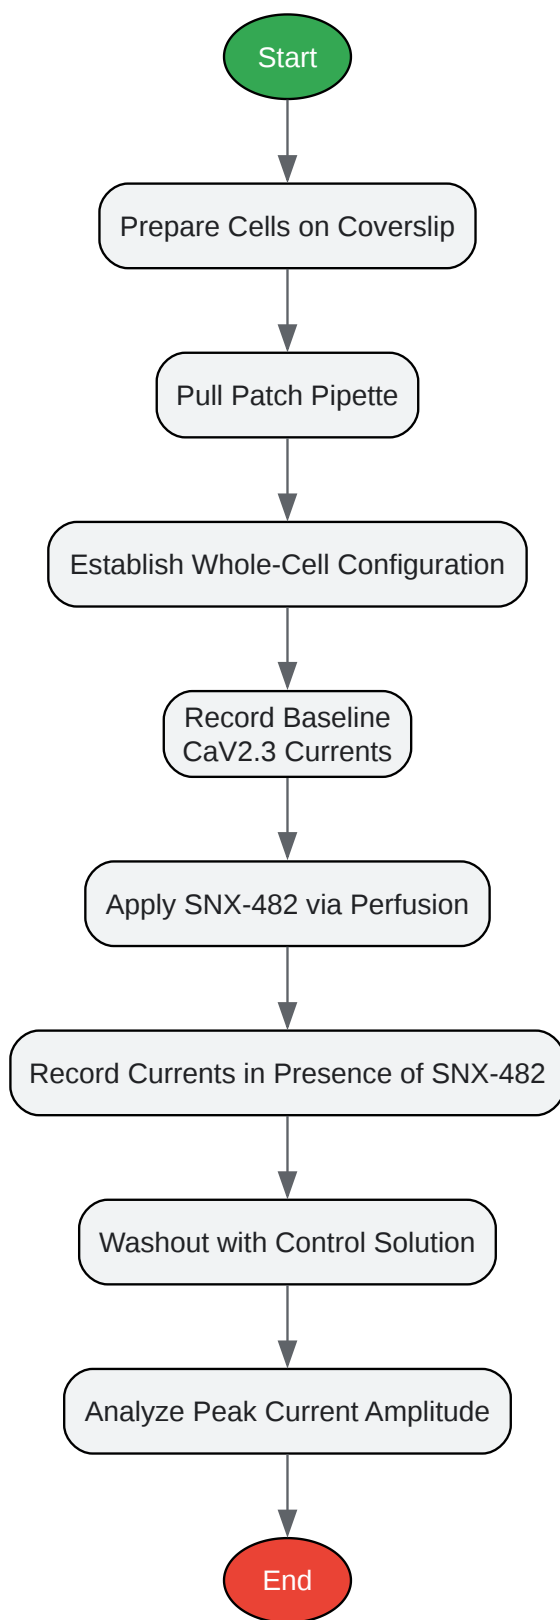 Start
Prepare Cells on Coverslip
Pull Patch Pipette
Establish Whole-Cell Configuration
Record Baseline
CaV2.3 Currents
Apply SNX-482 via Perfusion
Record Currents in Presence of SNX-482
Washout with Control Solution
Analyze Peak Current Amplitude
End